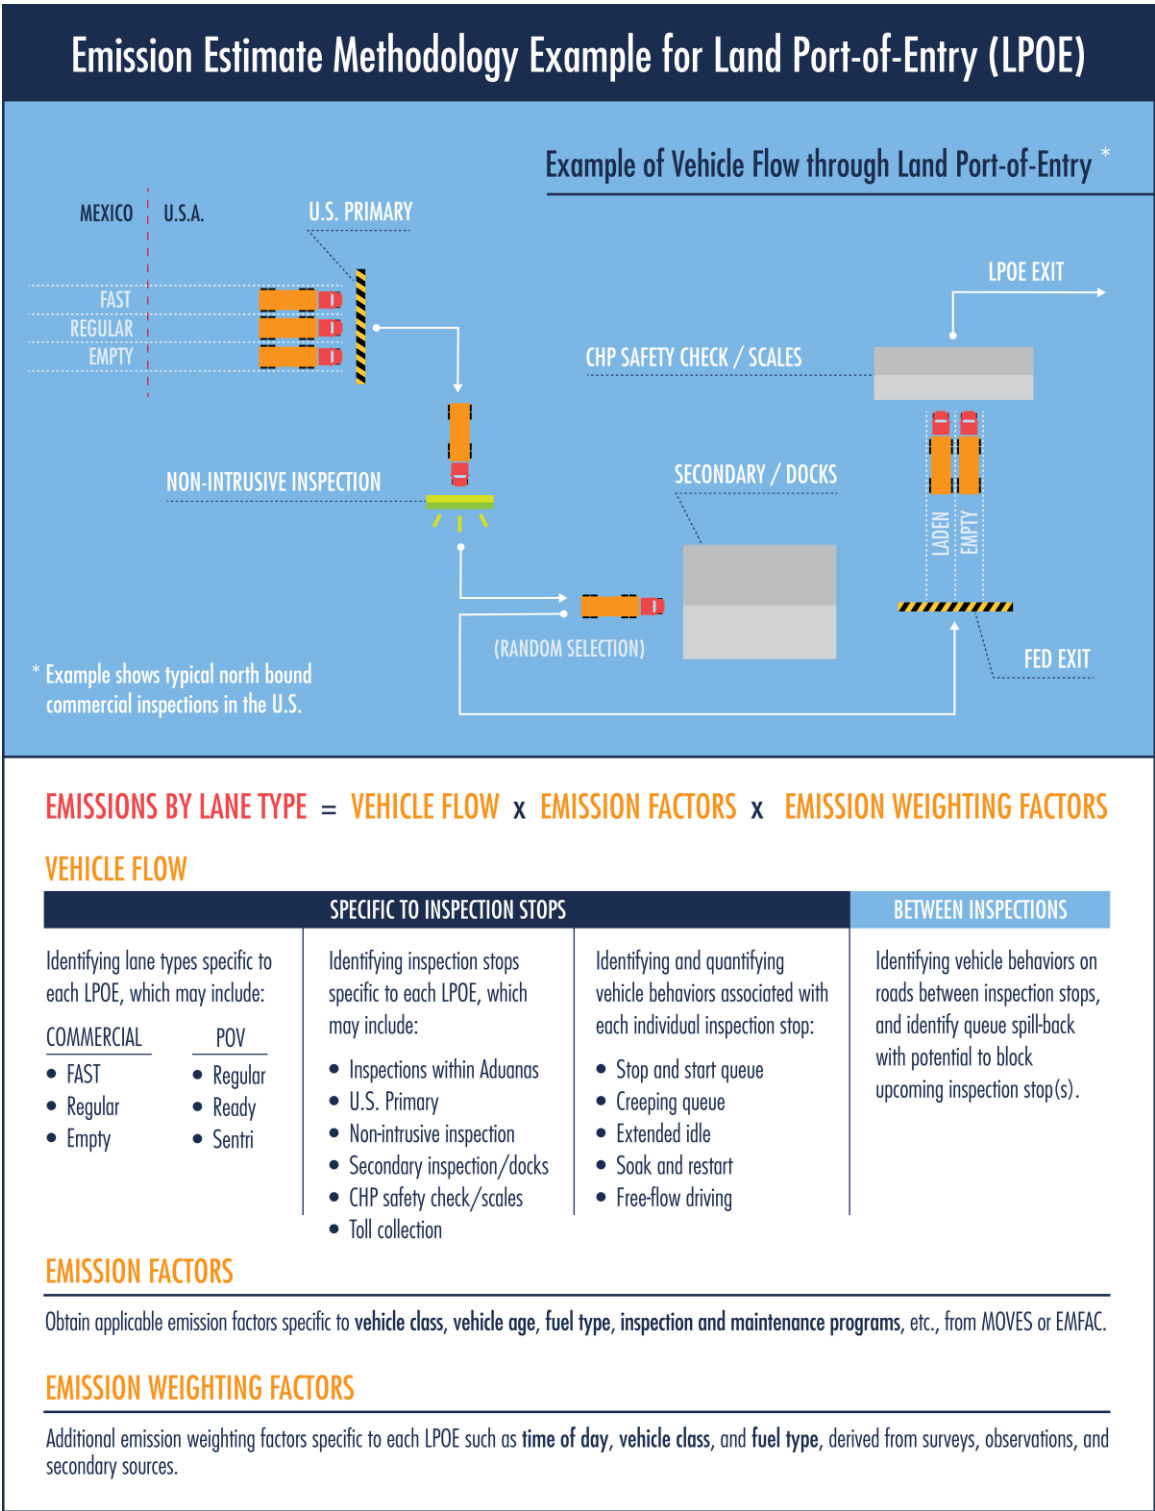 Emission Estimate Methodology Example for Land Port-of-Entry (LPOE)
Example of Vehicle Flow through Land Port-of-Entry *
MEXICO
U.S.A.
U.S. PRIMARY
FAST
REGULAR
EMPTY
LPOE EXIT
CHP SAFETY CHECK / SCALES
NON-INTRUSIVE INSPECTION
SECONDARY / DOCKS
LADEN
EMPTY
(RANDOM SELECTION)
FED EXIT
* Example shows typical north bound
commercial inspections in the U.S.
EMISSIONS BY LANE TYPE = VEHICLE FLOW x EMISSION FACTORS x EMISSION WEIGHTING FACTORS
VEHICLE FLOW
SPECIFIC TO INSPECTION STOPS
BETWEEN INSPECTIONS
Identifying lane types specific to
each LPOE, which may include:
COMMERCIAL
• FAST
• Regular
• Empty
POV
• Regular
• Ready
• Sentri
Identifying inspection stops
specific to each LPOE, which
may include:
• Inspections within Aduanas
• U.S. Primary
• Non-intrusive inspection
• Secondary inspection/docks
• CHP safety check/scales
• Toll collection
Identifying and quantifying
vehicle behaviors associated with
each individual inspection stop:
• Stop and start queue
• Creeping queue
• Extended idle
• Soak and restart
• Free-flow driving
Identifying vehicle behaviors on
roads between inspection stops,
and identify queue spill-back
with potential to block
upcoming inspection stop(s).
EMISSION FACTORS
Obtain applicable emission factors specific to vehicle class, vehicle age, fuel type, inspection and maintenance programs, etc., from MOVES or EMFAC.
EMISSION WEIGHTING FACTORS
Additional emission weighting factors specific to each LPOE such as time of day, vehicle class, and fuel type, derived from surveys, observations, and
secondary sources.